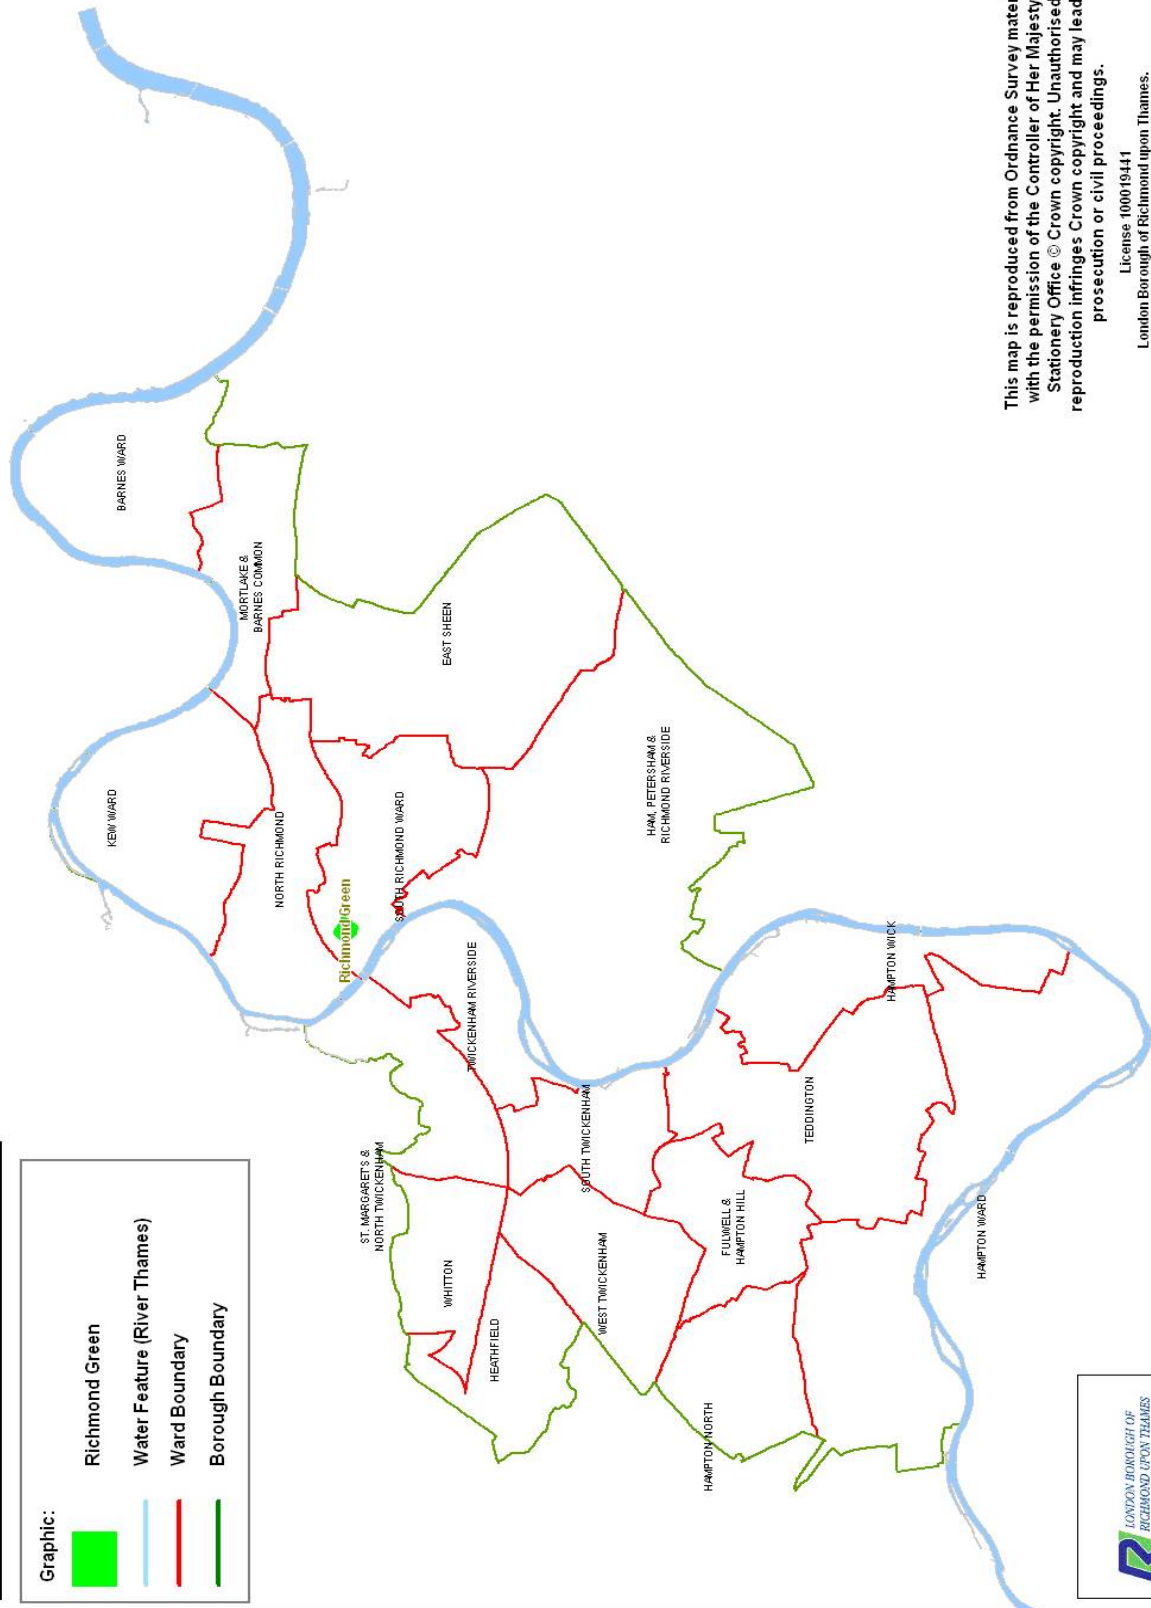 Graphic:
Richmond Green
Water Feature (River Thames)
Ward Boundary
Borough Boundary
BARNES WARD
KEW WARD
MORTLAKE &
BARNES COMMON
NORTH RICHMOND
Richmond Green
SOUTH RICHMOND WARD
EAST SHEEN
ST. MARGARET'S &
NORTH TWICKENHAM
WHITTON
TWICKENHAM RIVERSIDE
HEATHFIELD
SOUTH TWICKENHAM
WEST TWICKENHAM
HAM, PETERSHAM &
RICHMOND RIVERSIDE
HAMPTON NORTH
FULWELL &
HAMPTON HILL
TEDDINGTON
HAMPTON WICK
HAMPTON WARD
This map is reproduced from Ordnance Survey mater
with the permission of the Controller of Her Majesty
Stationery Office © Crown copyright. Unauthorised
reproduction infringes Crown copyright and may lead
prosecution or civil proceedings.
License 100019441
London Borough of Richmond upon Thames.
LONDON BOROUGH OF
RICHMOND UPON THAMES